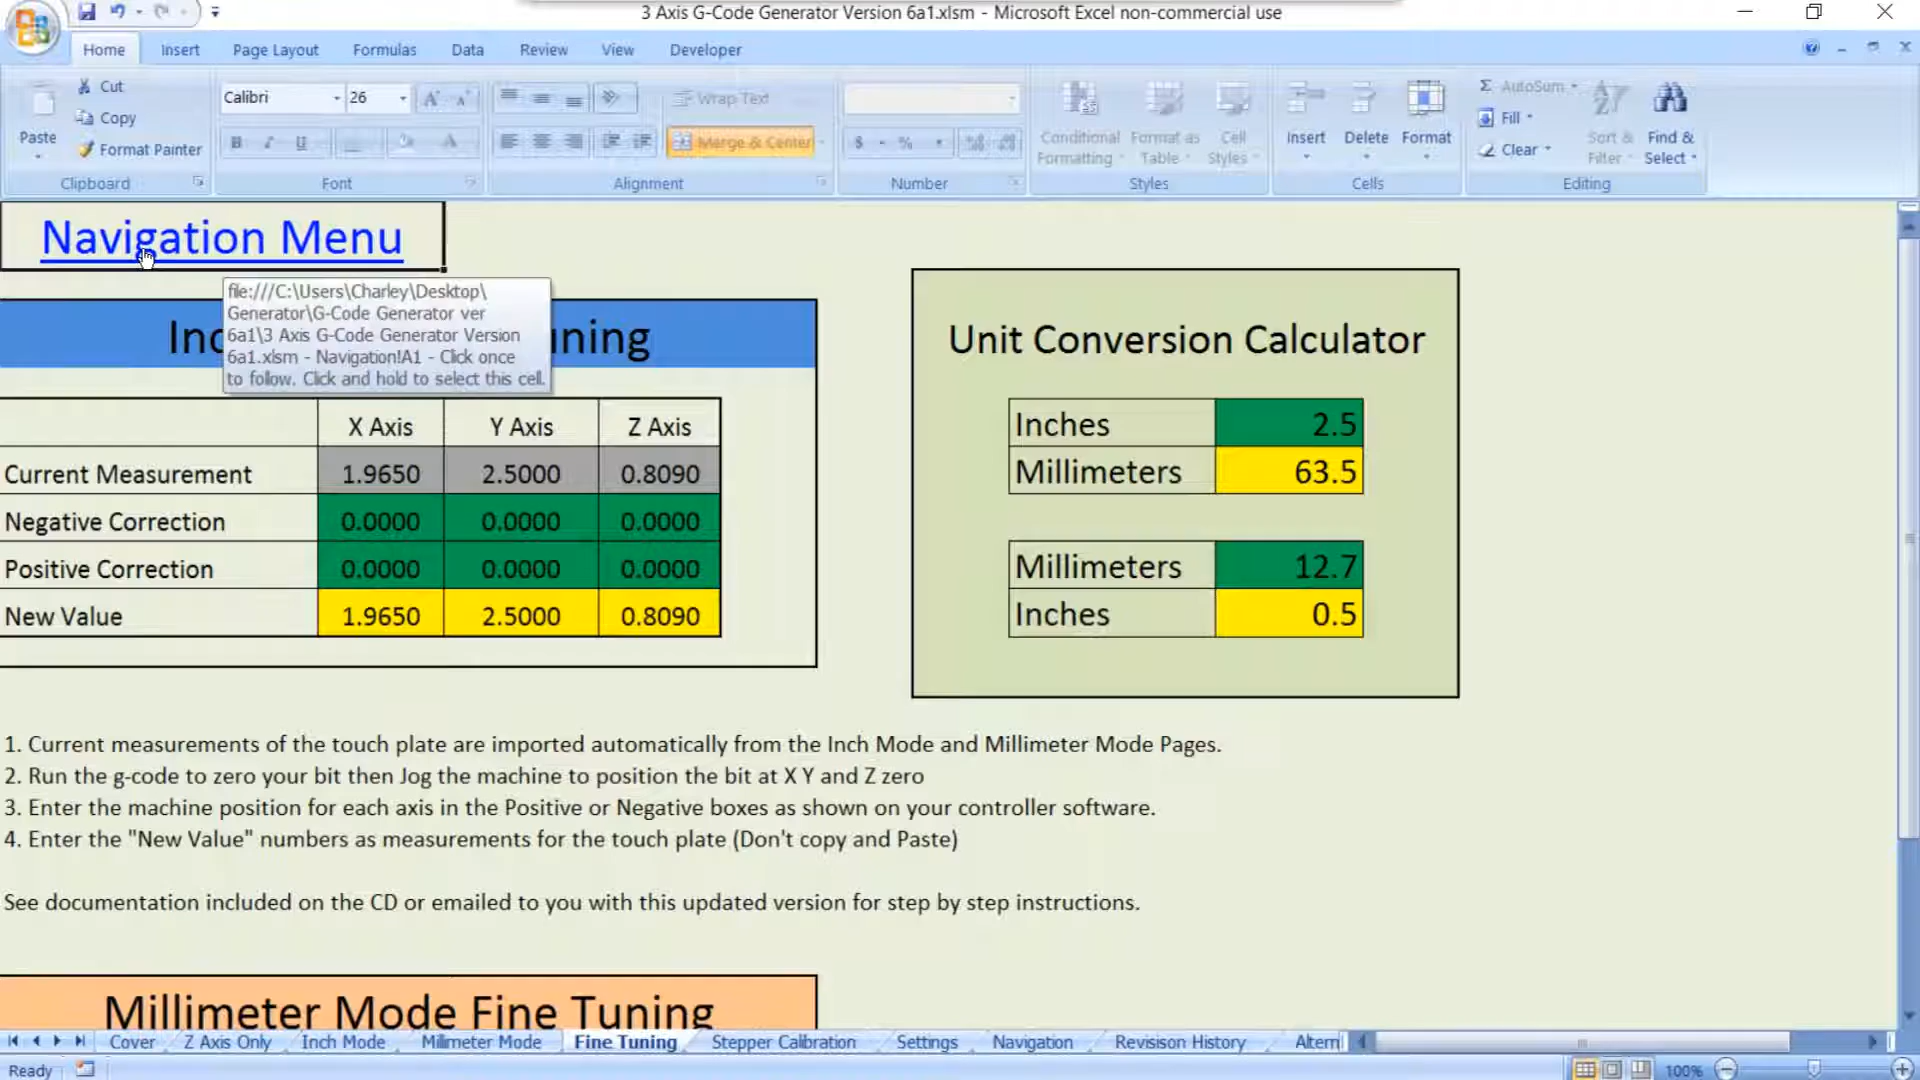 3 Axis G-Code Generator Version 6a1.xlsm - Microsoft Excel non-commercial use
Home Insert Page Layout Formulas Data Review View Developer
Paste
Cut
Copy
Format Painter
Clipboard
Calibri 26
B I U
Font
Wrap Text
Merge & Center
Alignment
$ %
Number
Conditional Formatting
Format as Table
Cell Styles
Styles
Insert Delete Format
Cells
Σ AutoSum
Fill
Clear
Sort & Filter
Find & Select
Editing
Navigation Menu
file:///C:\Users\Charley\Desktop\
Generator\G-Code Generator ver
6a1\3 Axis G-Code Generator Version
6a1.xlsm - Navigation!A1 - Click once
to follow. Click and hold to select this cell.
X Axis Y Axis Z Axis
Current Measurement 1.9650 2.5000 0.8090
Negative Correction 0.0000 0.0000 0.0000
Positive Correction 0.0000 0.0000 0.0000
New Value 1.9650 2.5000 0.8090
Unit Conversion Calculator
Inches 2.5
Millimeters 63.5
Millimeters 12.7
Inches 0.5
1. Current measurements of the touch plate are imported automatically from the Inch Mode and Millimeter Mode Pages.
2. Run the g-code to zero your bit then Jog the machine to position the bit at X Y and Z zero
3. Enter the machine position for each axis in the Positive or Negative boxes as shown on your controller software.
4. Enter the "New Value" numbers as measurements for the touch plate (Don't copy and Paste)
See documentation included on the CD or emailed to you with this updated version for step by step instructions.
Millimeter Mode Fine Tuning
Cover Z Axis Only Inch Mode Millimeter Mode Fine Tuning Stepper Calibration Settings Navigation Revisison History Altern
Ready 100%